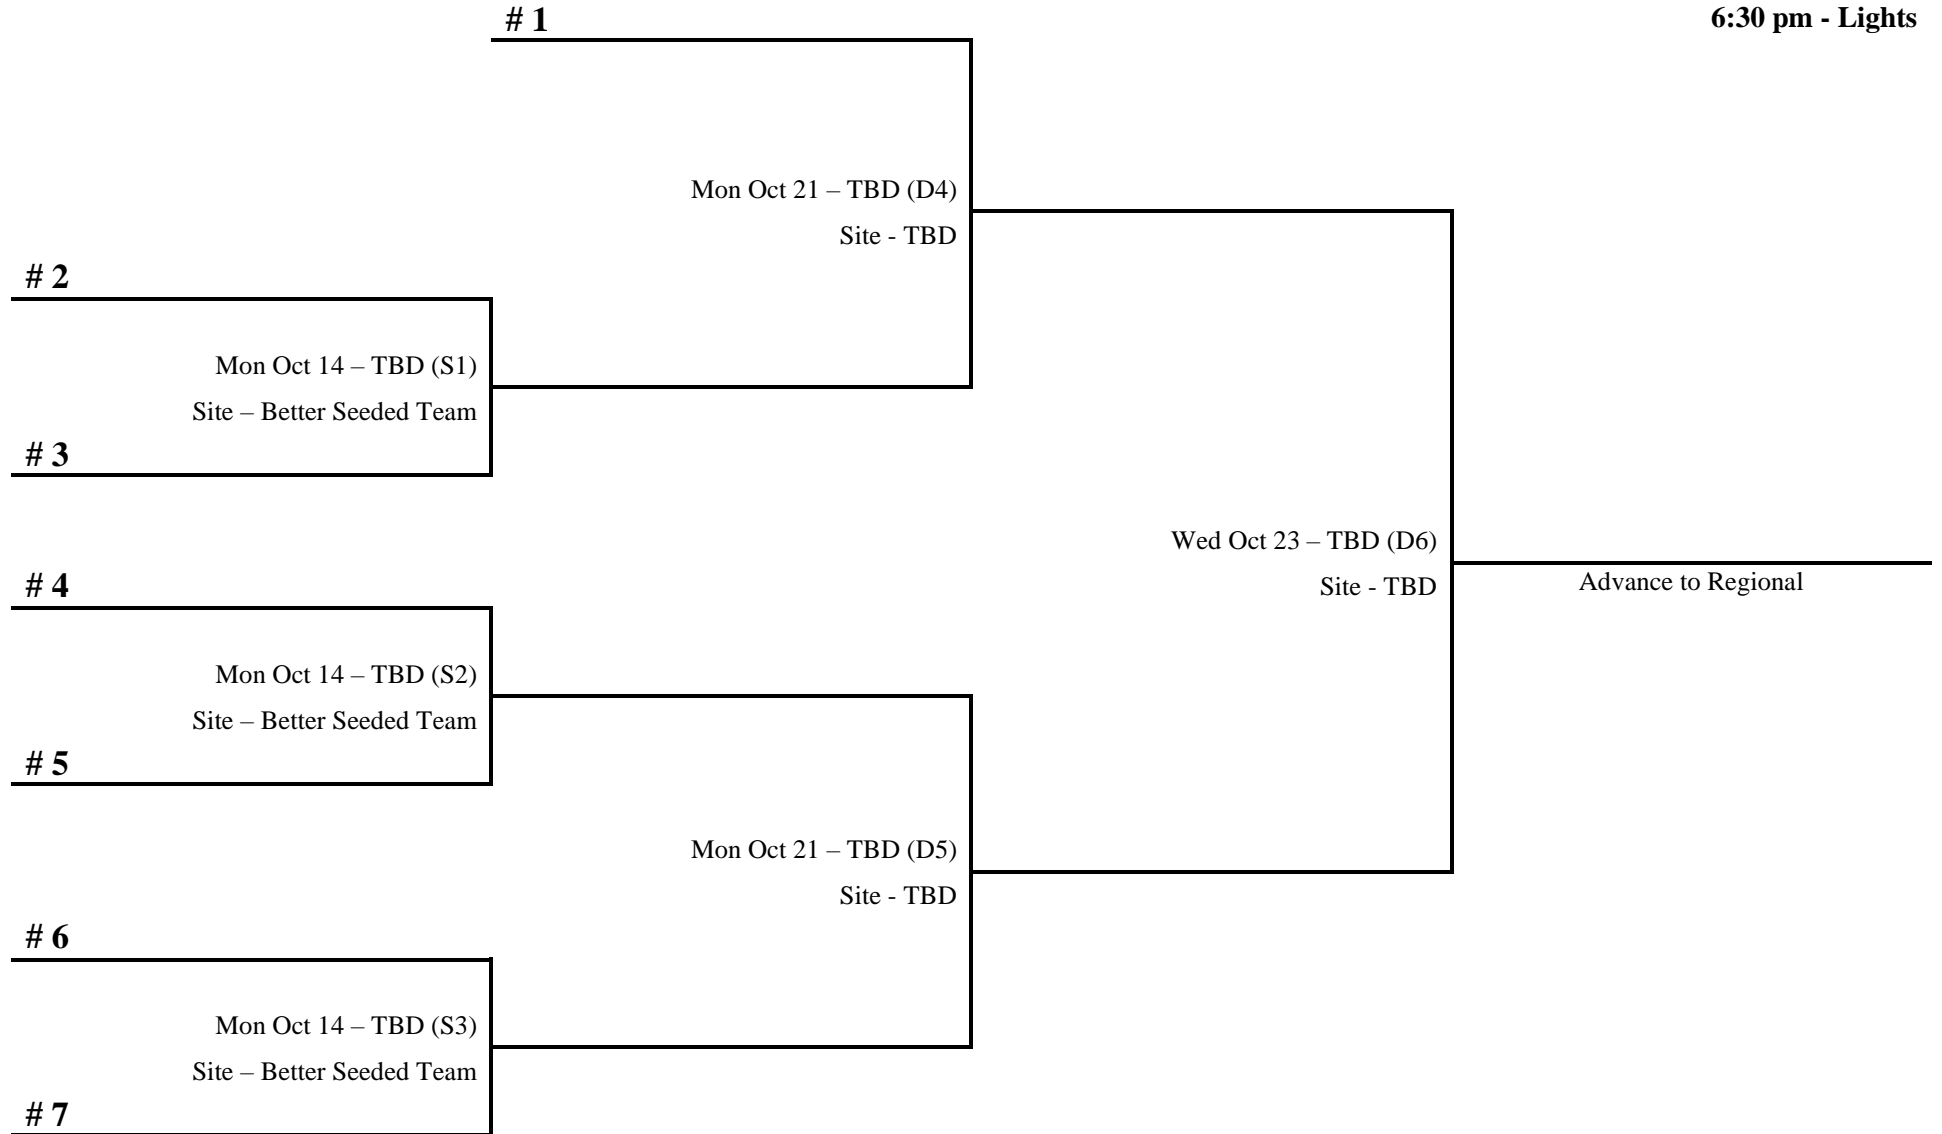 # 1
6:30 pm - Lights
Mon Oct 21 – TBD (D4)
Site - TBD
# 2
Mon Oct 14 – TBD (S1)
Site – Better Seeded Team
# 3
Wed Oct 23 – TBD (D6)
Site - TBD
Advance to Regional
# 4
Mon Oct 14 – TBD (S2)
Site – Better Seeded Team
# 5
Mon Oct 21 – TBD (D5)
Site - TBD
# 6
Mon Oct 14 – TBD (S3)
Site – Better Seeded Team
# 7